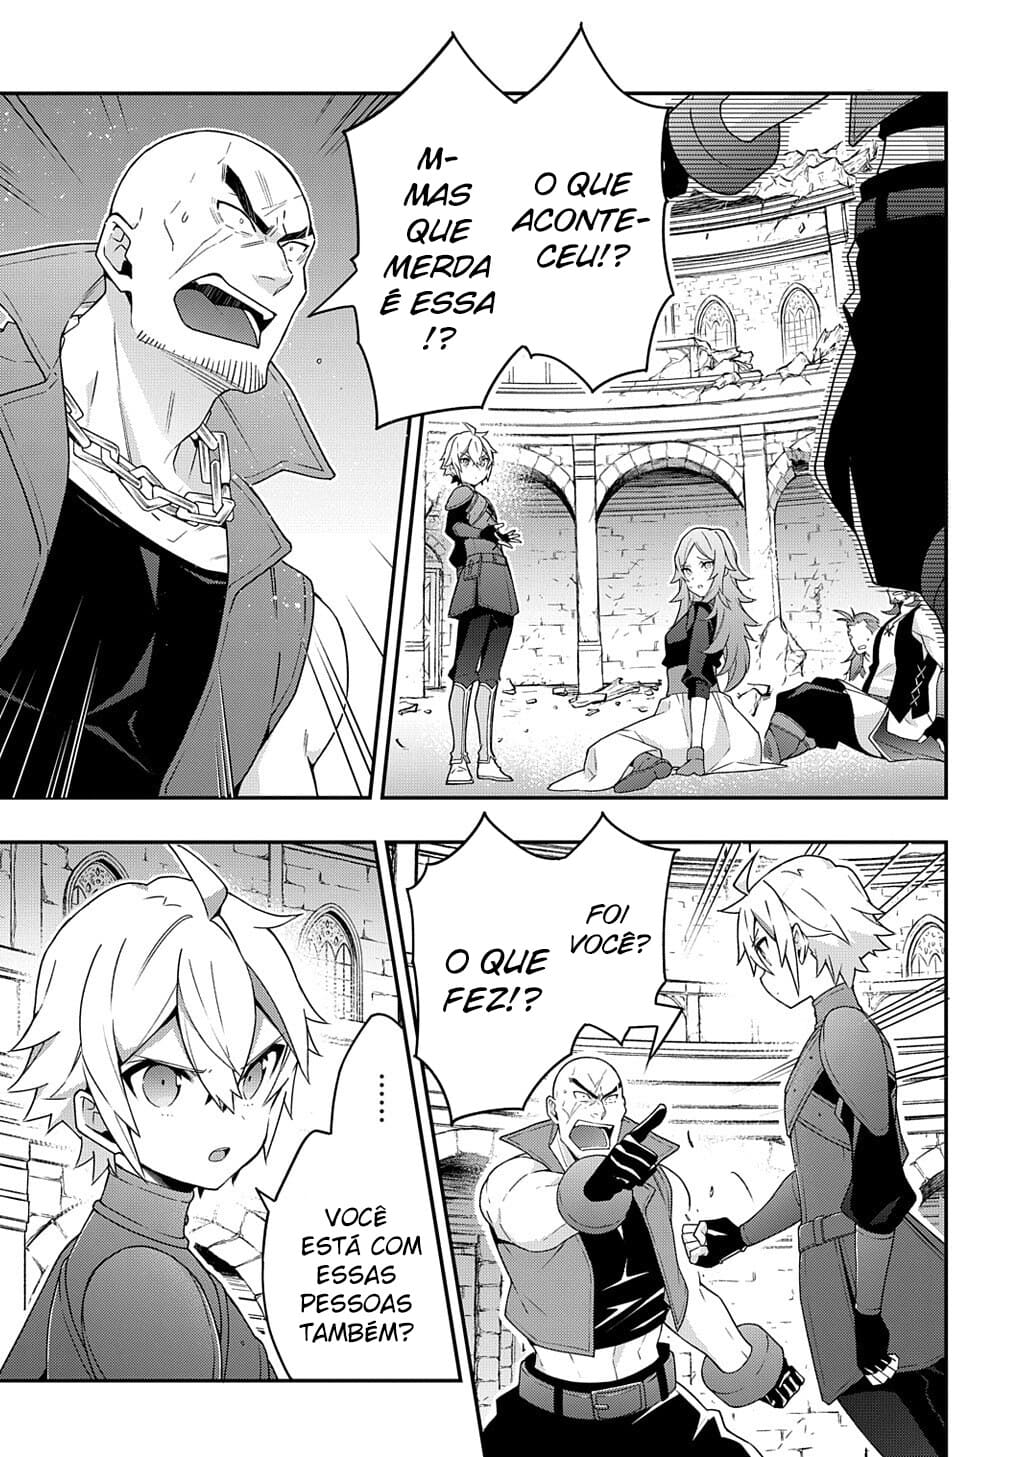 O QUE
ACONTE-
CEU!?
M-
MAS
QUE
MERDA
É ESSA
!?
FOI
VOCÊ?
O QUE
FEZ!?
......
VOCÊ
ESTÁ COM
ESSAS
PESSOAS
TAMBÉM?